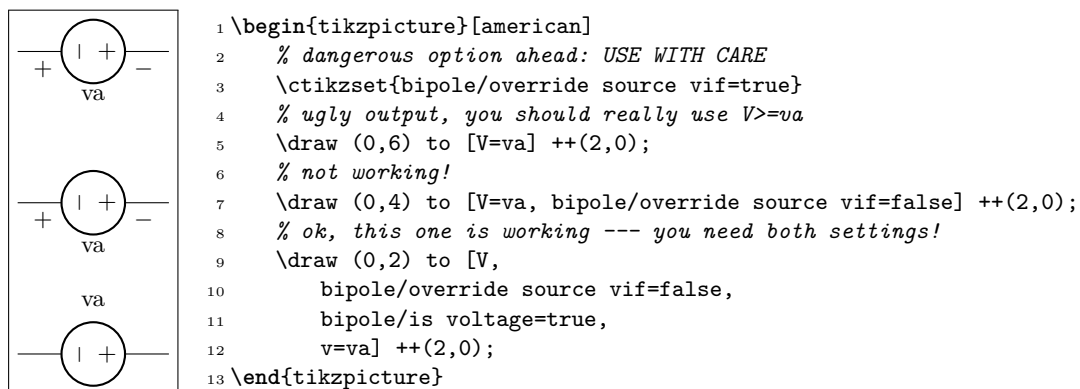 + −
va
+ −
va
va
1 \begin{tikzpicture}[american]
2 % dangerous option ahead: USE WITH CARE
3 \ctikzset{bipole/override source vif=true}
4 % ugly output, you should really use V>=va
5 \draw (0,6) to [V=va] ++(2,0);
6 % not working!
7 \draw (0,4) to [V=va, bipole/override source vif=false] ++(2,0);
8 % ok, this one is working --- you need both settings!
9 \draw (0,2) to [V,
10 bipole/override source vif=false,
11 bipole/is voltage=true,
12 v=va] ++(2,0);
13 \end{tikzpicture}